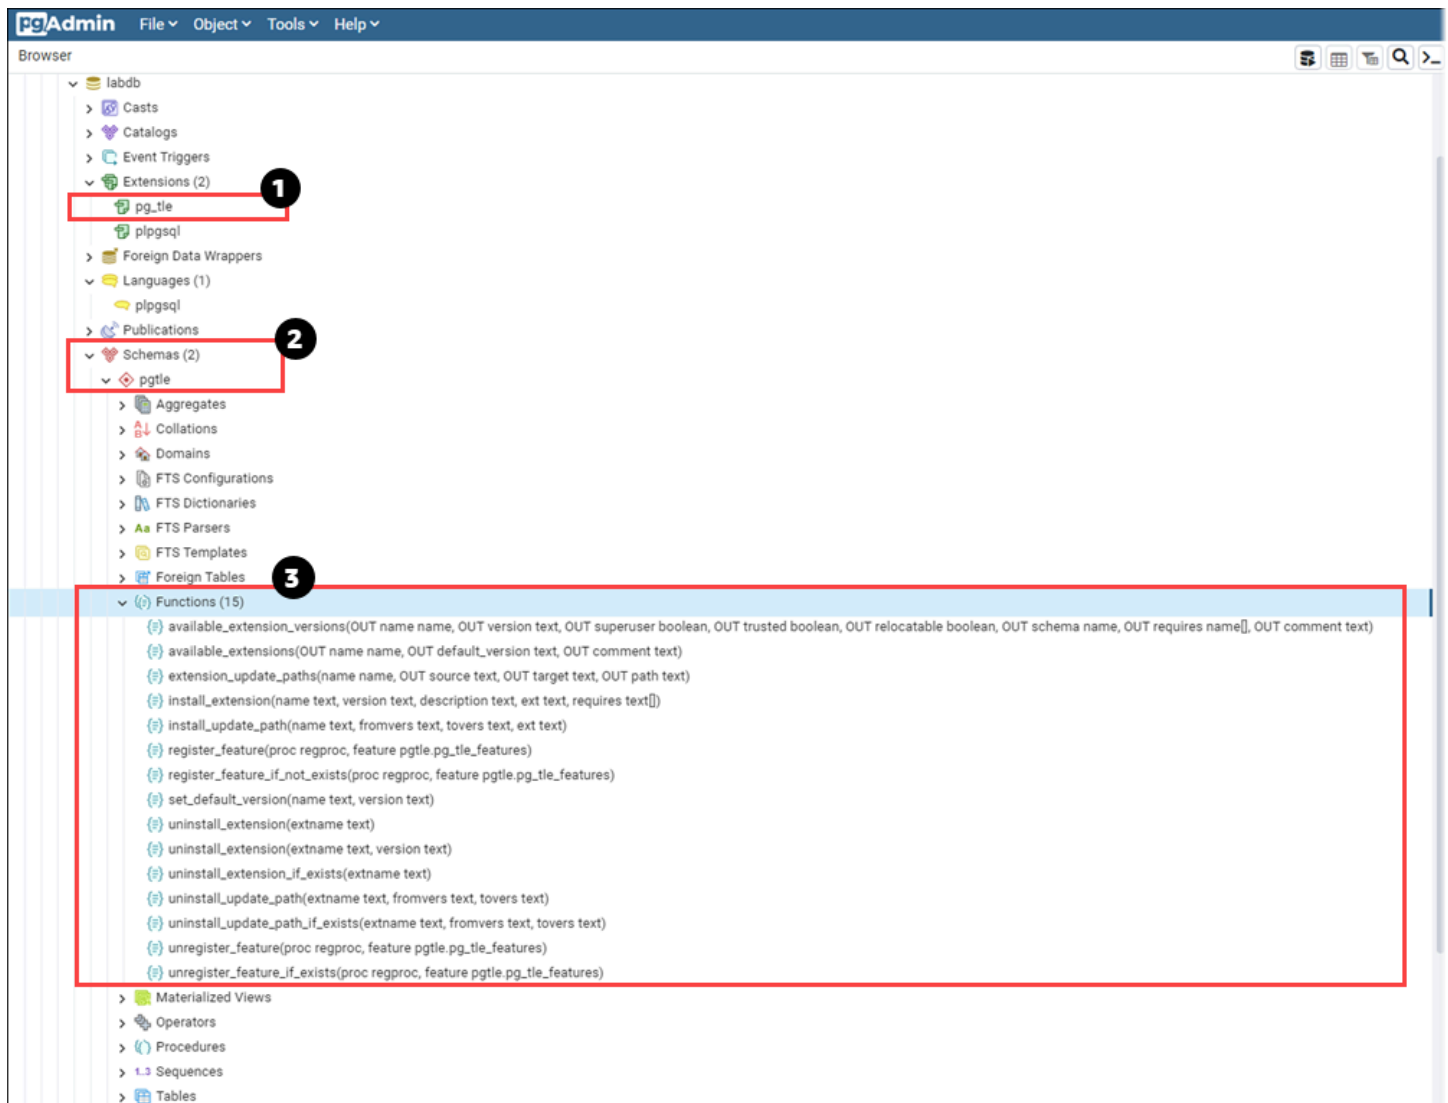 pgAdmin File Object Tools Help
Browser
labdb
Casts
Catalogs
Event Triggers
Extensions (2)
1
pg_tle
plpgsql
Foreign Data Wrappers
Languages (1)
plpgsql
Publications
2
Schemas (2)
pgtle
Aggregates
Collations
Domains
FTS Configurations
FTS Dictionaries
Aa FTS Parsers
FTS Templates
Foreign Tables
3
Functions (15)
available_extension_versions(OUT name name, OUT version text, OUT superuser boolean, OUT trusted boolean, OUT relocatable boolean, OUT schema name, OUT requires name[], OUT comment text)
available_extensions(OUT name name, OUT default_version text, OUT comment text)
extension_update_paths(name name, OUT source text, OUT target text, OUT path text)
install_extension(name text, version text, description text, ext text, requires text[])
install_update_path(name text, fromvers text, tovers text, ext text)
register_feature(proc regproc, feature pgtle.pg_tle_features)
register_feature_if_not_exists(proc regproc, feature pgtle.pg_tle_features)
set_default_version(name text, version text)
uninstall_extension(extname text)
uninstall_extension(extname text, version text)
uninstall_extension_if_exists(extname text)
uninstall_update_path(extname text, fromvers text, tovers text)
uninstall_update_path_if_exists(extname text, fromvers text, tovers text)
unregister_feature(proc regproc, feature pgtle.pg_tle_features)
unregister_feature_if_exists(proc regproc, feature pgtle.pg_tle_features)
Materialized Views
Operators
Procedures
1..3 Sequences
Tables